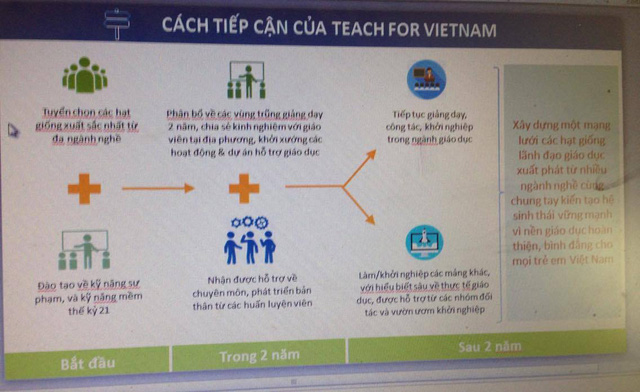 CÁCH TIẾP CẬN CỦA TEACH FOR VIETNAM
Tuyển chọn các hạt
giống xuất sắc nhất từ
đa ngành nghề
Đào tạo về kỹ năng sư
phạm, và kỹ năng mềm
thế kỷ 21
Phân bổ về các vùng trũng giảng dạy
2 năm, chia sẻ kinh nghiệm với giáo
viên tại địa phương, khởi xướng các
hoạt động & dự án hỗ trợ giáo dục
Nhận được hỗ trợ về
chuyên môn, phát triển bản
thân từ các huấn luyện viên
Tiếp tục giảng dạy,
công tác, khởi nghiệp
trong ngành giáo dục
Làm/khởi nghiệp các mảng khác,
với hiểu biết sâu về thực tế giáo
dục, được hỗ trợ từ các nhóm đối
tác và vườn ươm khởi nghiệp
Xây dựng một mạng
lưới các hạt giống
lãnh đạo giáo dục
xuất phát từ nhiều
ngành nghề cùng
chung tay kiến tạo hệ
sinh thái vững mạnh
vì nền giáo dục hoàn
thiện, bình đẳng cho
mọi trẻ em Việt Nam
Bắt đầu
Trong 2 năm
Sau 2 năm